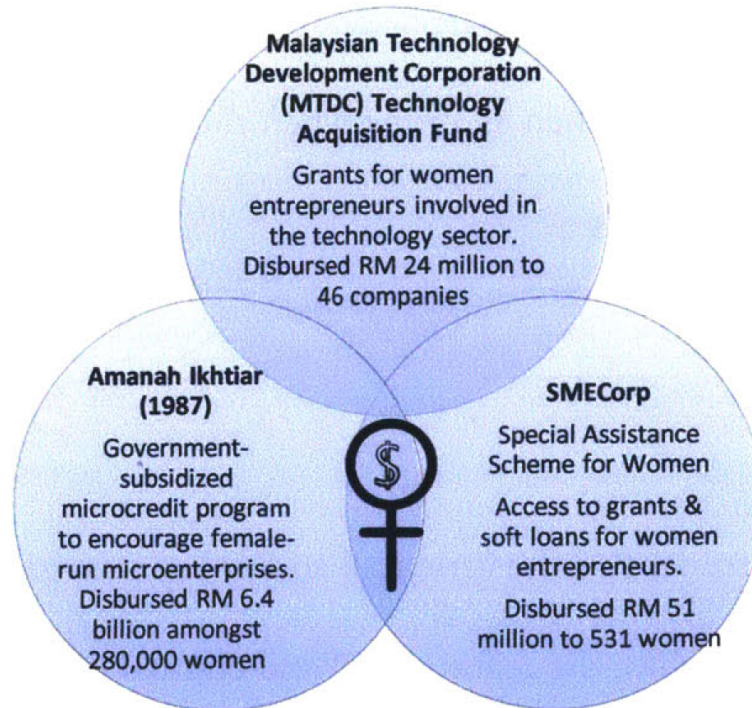 Malaysian Technology
Development Corporation
(MTDC) Technology
Acquisition Fund
Grants for women
entrepreneurs involved in
the technology sector.
Disbursed RM 24 million to
46 companies
Amanah Ikhtiar
(1987)
Government-
subsidized
microcredit program
to encourage female-
run microenterprises.
Disbursed RM 6.4
billion amongst
280,000 women
$
SMECorp
Special Assistance
Scheme for Women
Access to grants &
soft loans for women
entrepreneurs.
Disbursed RM 51
million to 531 women